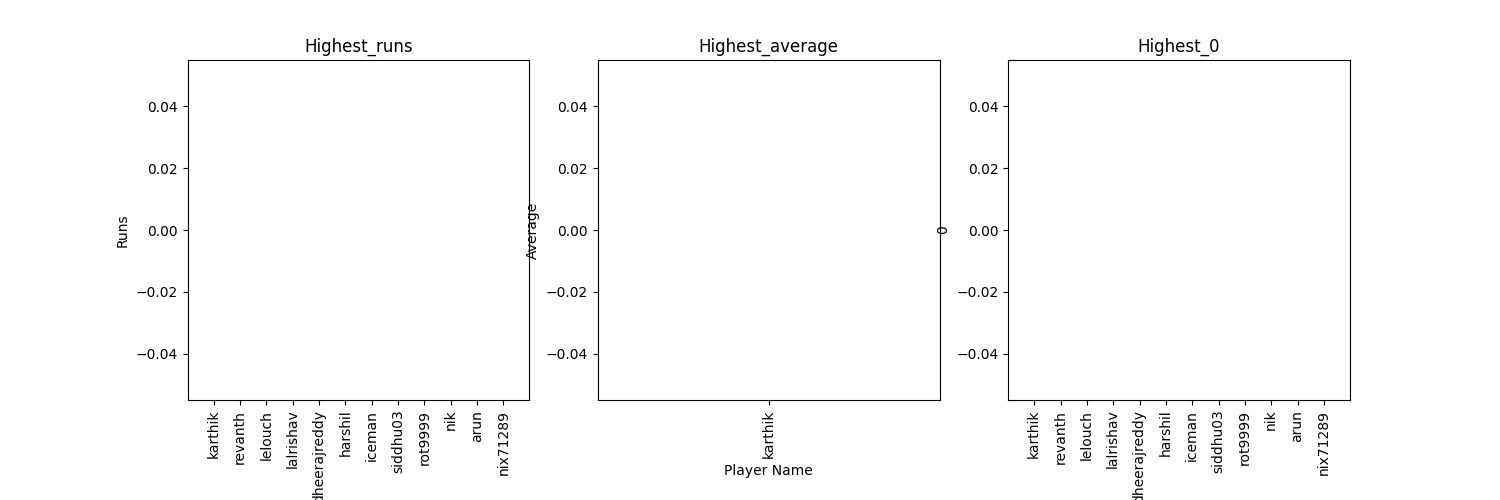 Highest_runs
Highest_average
Highest_0
0.04
0.02
0.00
−0.02
−0.04
Runs
karthik
revanth
lelouch
lalrishav
dheerajreddy
harshil
iceman
siddhu03
rot9999
nik
arun
nix71289
0.04
0.02
0.00
−0.02
−0.04
Average
karthik
Player Name
0.04
0.02
0.00
−0.02
−0.04
0
karthik
revanth
lelouch
lalrishav
dheerajreddy
harshil
iceman
siddhu03
rot9999
nik
arun
nix71289